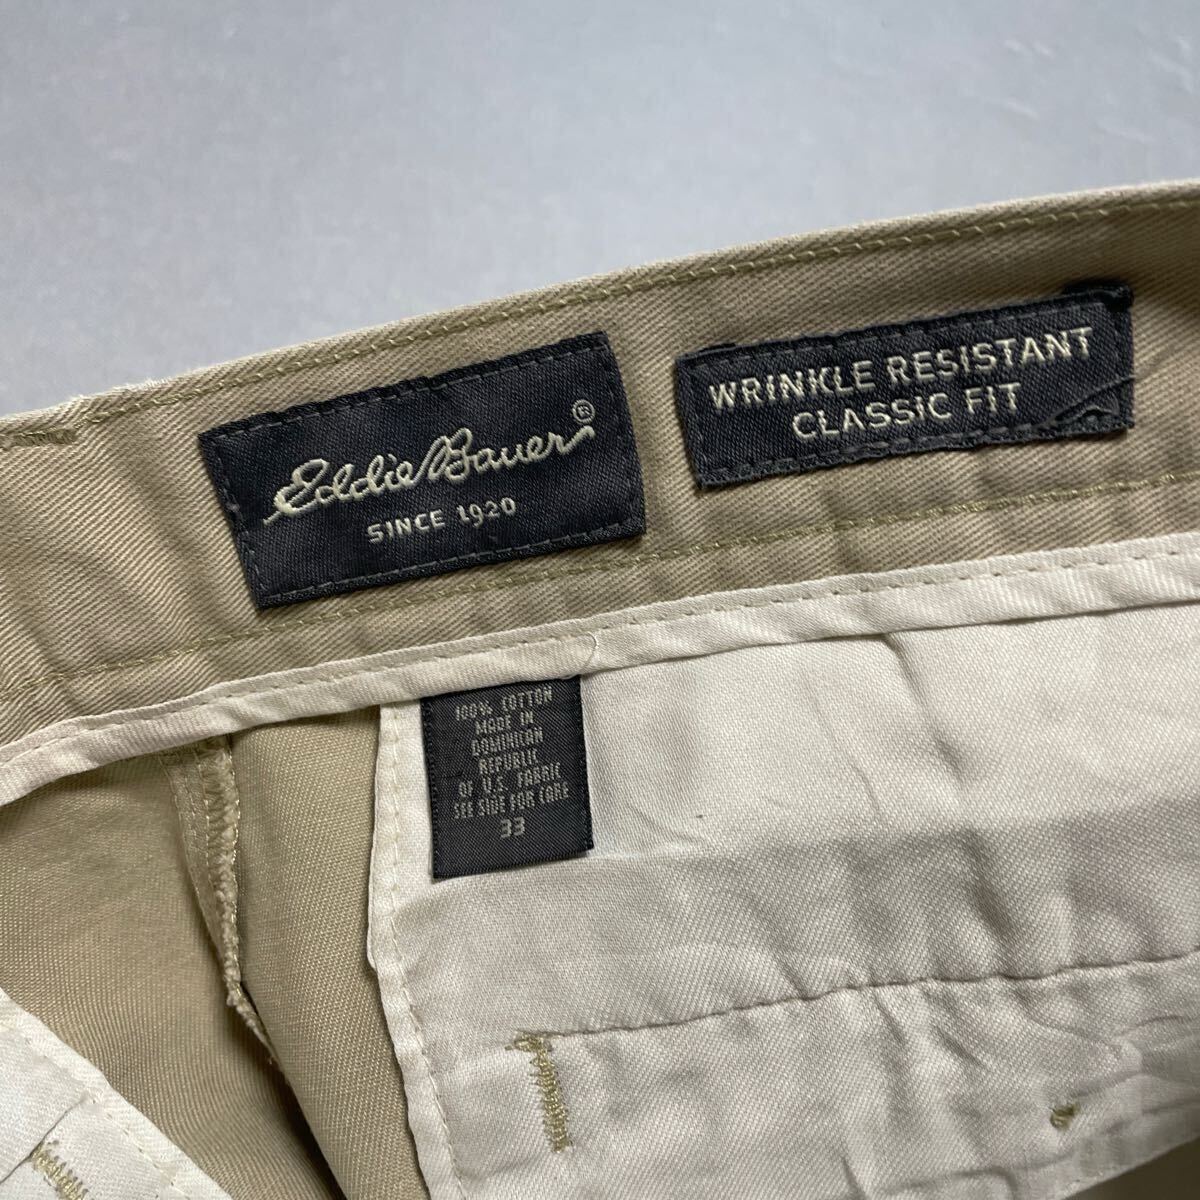 Eddie Bauer®
SINCE 1920
WRINKLE RESISTANT
CLASSIC FIT
100% COTTON
MADE IN
DOMINICAN
REPUBLIC
OF U.S. FABRIC
SEE SIDE FOR CARE
33